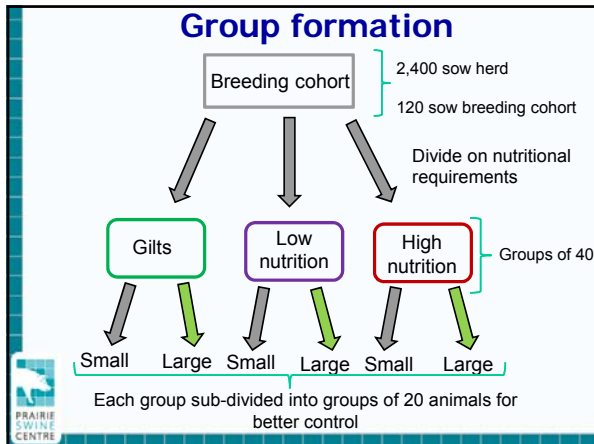 Group formation
Breeding cohort
2,400 sow herd
120 sow breeding cohort
Divide on nutritional
requirements
Gilts
Low
nutrition
High
nutrition
Groups of 40
Small
Large
Small
Large
Small
Large
Each group sub-divided into groups of 20 animals for
better control
PRAIRIE
SWINE
CENTRE